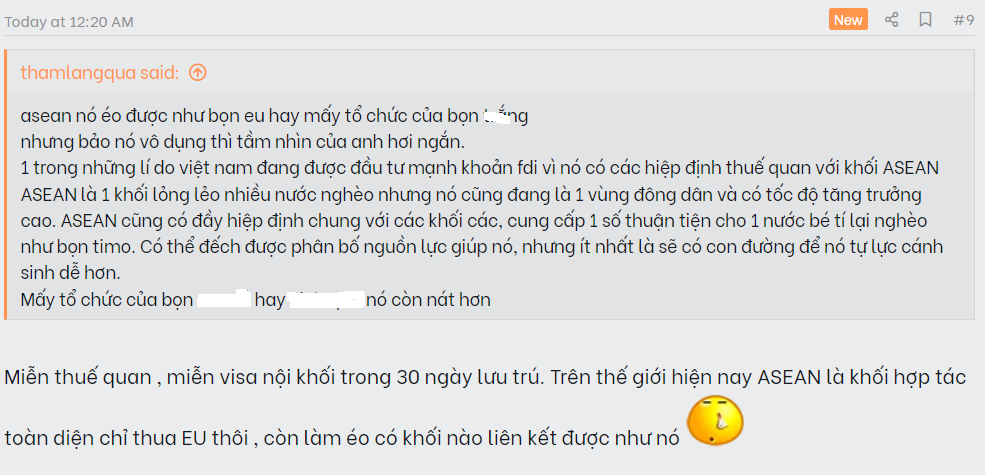 Today at 12:20 AM
New
#9
thamlangqua said:
asean nó éo được như bọn eu hay mấy tổ chức của bọn
nhưng bảo nó vô dụng thì tầm nhìn của anh hơi ngắn.
1 trong những lí do việt nam đang được đầu tư mạnh khoản fdi vì nó có các hiệp định thuế quan với khối ASEAN
ASEAN là 1 khối lỏng lẻo nhiều nước nghèo nhưng nó cũng đang là 1 vùng đông dân và có tốc độ tăng trưởng
cao. ASEAN cũng có đầy hiệp định chung với các khối các, cung cấp 1 số thuận tiện cho 1 nước bé tí lại nghèo
như bọn timo. Có thể đếch được phân bố nguồn lực giúp nó, nhưng ít nhất là sẽ có con đường để nó tự lực cánh
sinh dễ hơn.
Mấy tổ chức của bọn hay nó còn nát hơn
Miễn thuế quan , miễn visa nội khối trong 30 ngày lưu trú. Trên thế giới hiện nay ASEAN là khối hợp tác
toàn diện chỉ thua EU thôi , còn làm éo có khối nào liên kết được như nó